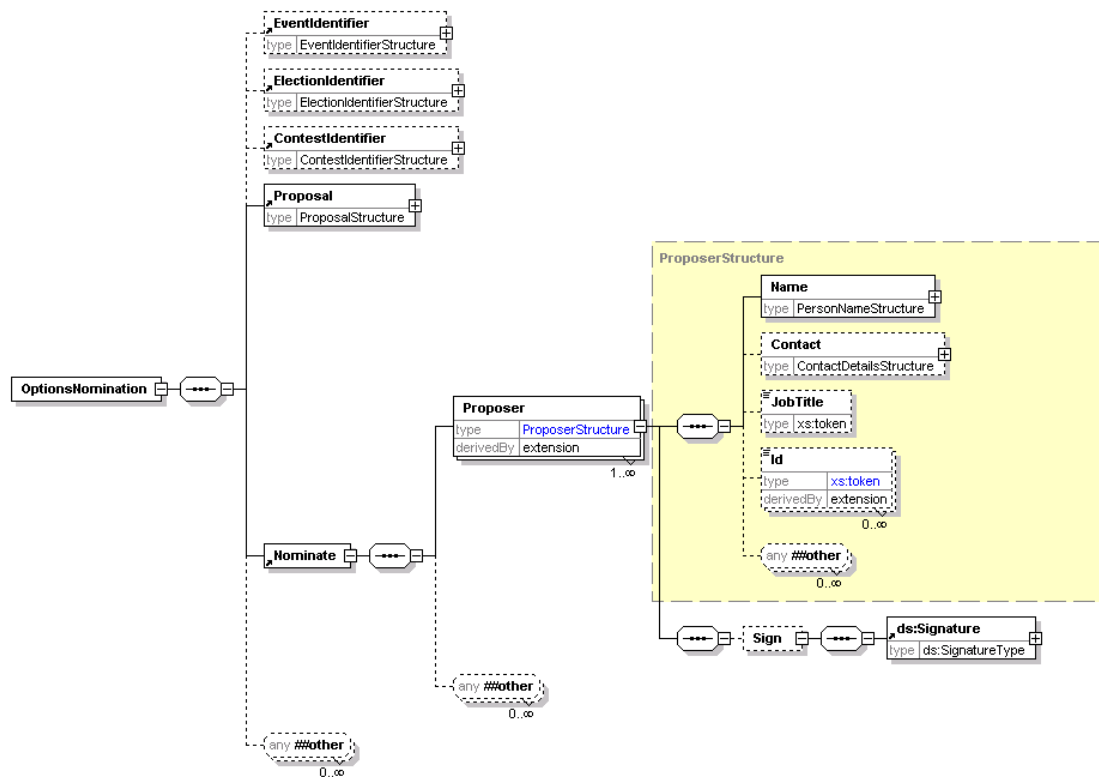 EventIdentifier
type EventIdentifierStructure
ElectionIdentifier
type ElectionIdentifierStructure
ContestIdentifier
type ContestIdentifierStructure
Proposal
type ProposalStructure
ProposerStructure
Name
type PersonNameStructure
Contact
type ContactDetailsStructure
OptionsNomination
JobTitle
type xs:token
Proposer
type ProposerStructure
derivedBy extension
1..∞
Id
type xs:token
derivedBy extension
0..∞
Nominate
any ##other
0..∞
Sign
ds:Signature
type ds:SignatureType
any ##other
0..∞
any ##other
0..∞